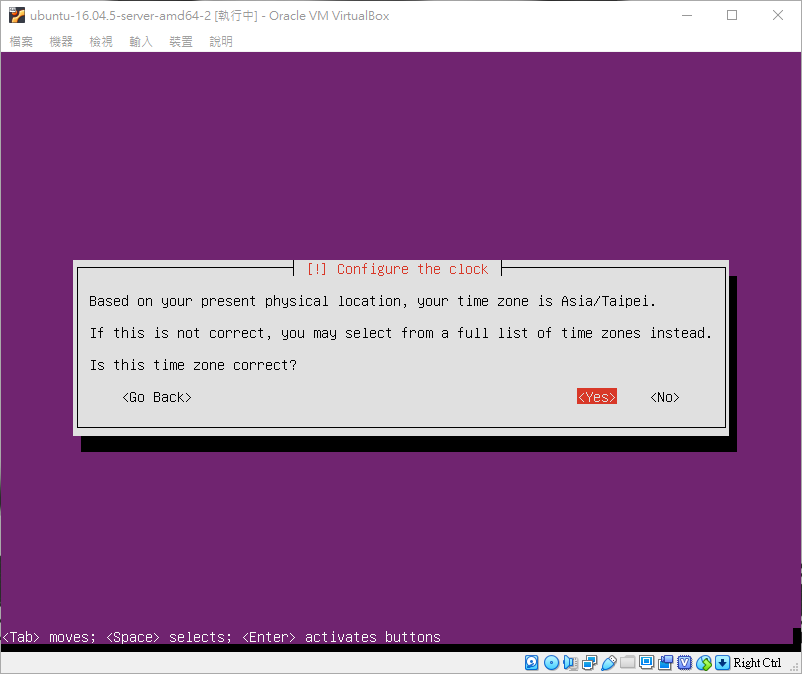 ubuntu-16.04.5-server-amd64-2 [執行中] - Oracle VM VirtualBox
檔案 機器 檢視 輸入 裝置 說明
[!] Configure the clock
Based on your present physical location, your time zone is Asia/Taipei.
If this is not correct, you may select from a full list of time zones instead.
Is this time zone correct?
<Go Back> <Yes> <No>
<Tab> moves; <Space> selects; <Enter> activates buttons
Right Ctrl